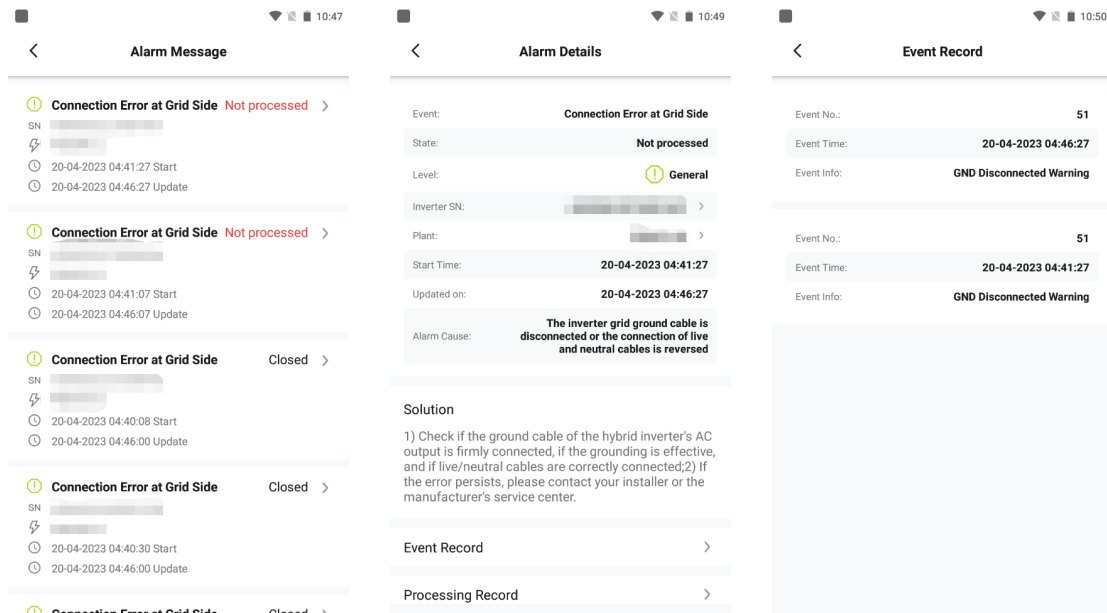 10:47
Alarm Message
Connection Error at Grid Side Not processed
SN
20-04-2023 04:41:27 Start
20-04-2023 04:46:27 Update
Connection Error at Grid Side Not processed
SN
20-04-2023 04:41:07 Start
20-04-2023 04:46:07 Update
Connection Error at Grid Side Closed
SN
20-04-2023 04:40:08 Start
20-04-2023 04:46:00 Update
Connection Error at Grid Side Closed
SN
20-04-2023 04:40:30 Start
20-04-2023 04:46:00 Update
Connection Error at Grid Side Closed
10:49
Alarm Details
Event: Connection Error at Grid Side
State: Not processed
Level: General
Inverter SN:
Plant:
Start Time: 20-04-2023 04:41:27
Updated on: 20-04-2023 04:46:27
Alarm Cause: The inverter grid ground cable is
disconnected or the connection of live
and neutral cables is reversed
Solution
1) Check if the ground cable of the hybrid inverter's AC
output is firmly connected, if the grounding is effective,
and if live/neutral cables are correctly connected;2) If
the error persists, please contact your installer or the
manufacturer's service center.
Event Record
Processing Record
10:50
Event Record
Event No.: 51
Event Time: 20-04-2023 04:46:27
Event Info: GND Disconnected Warning
Event No.: 51
Event Time: 20-04-2023 04:41:27
Event Info: GND Disconnected Warning